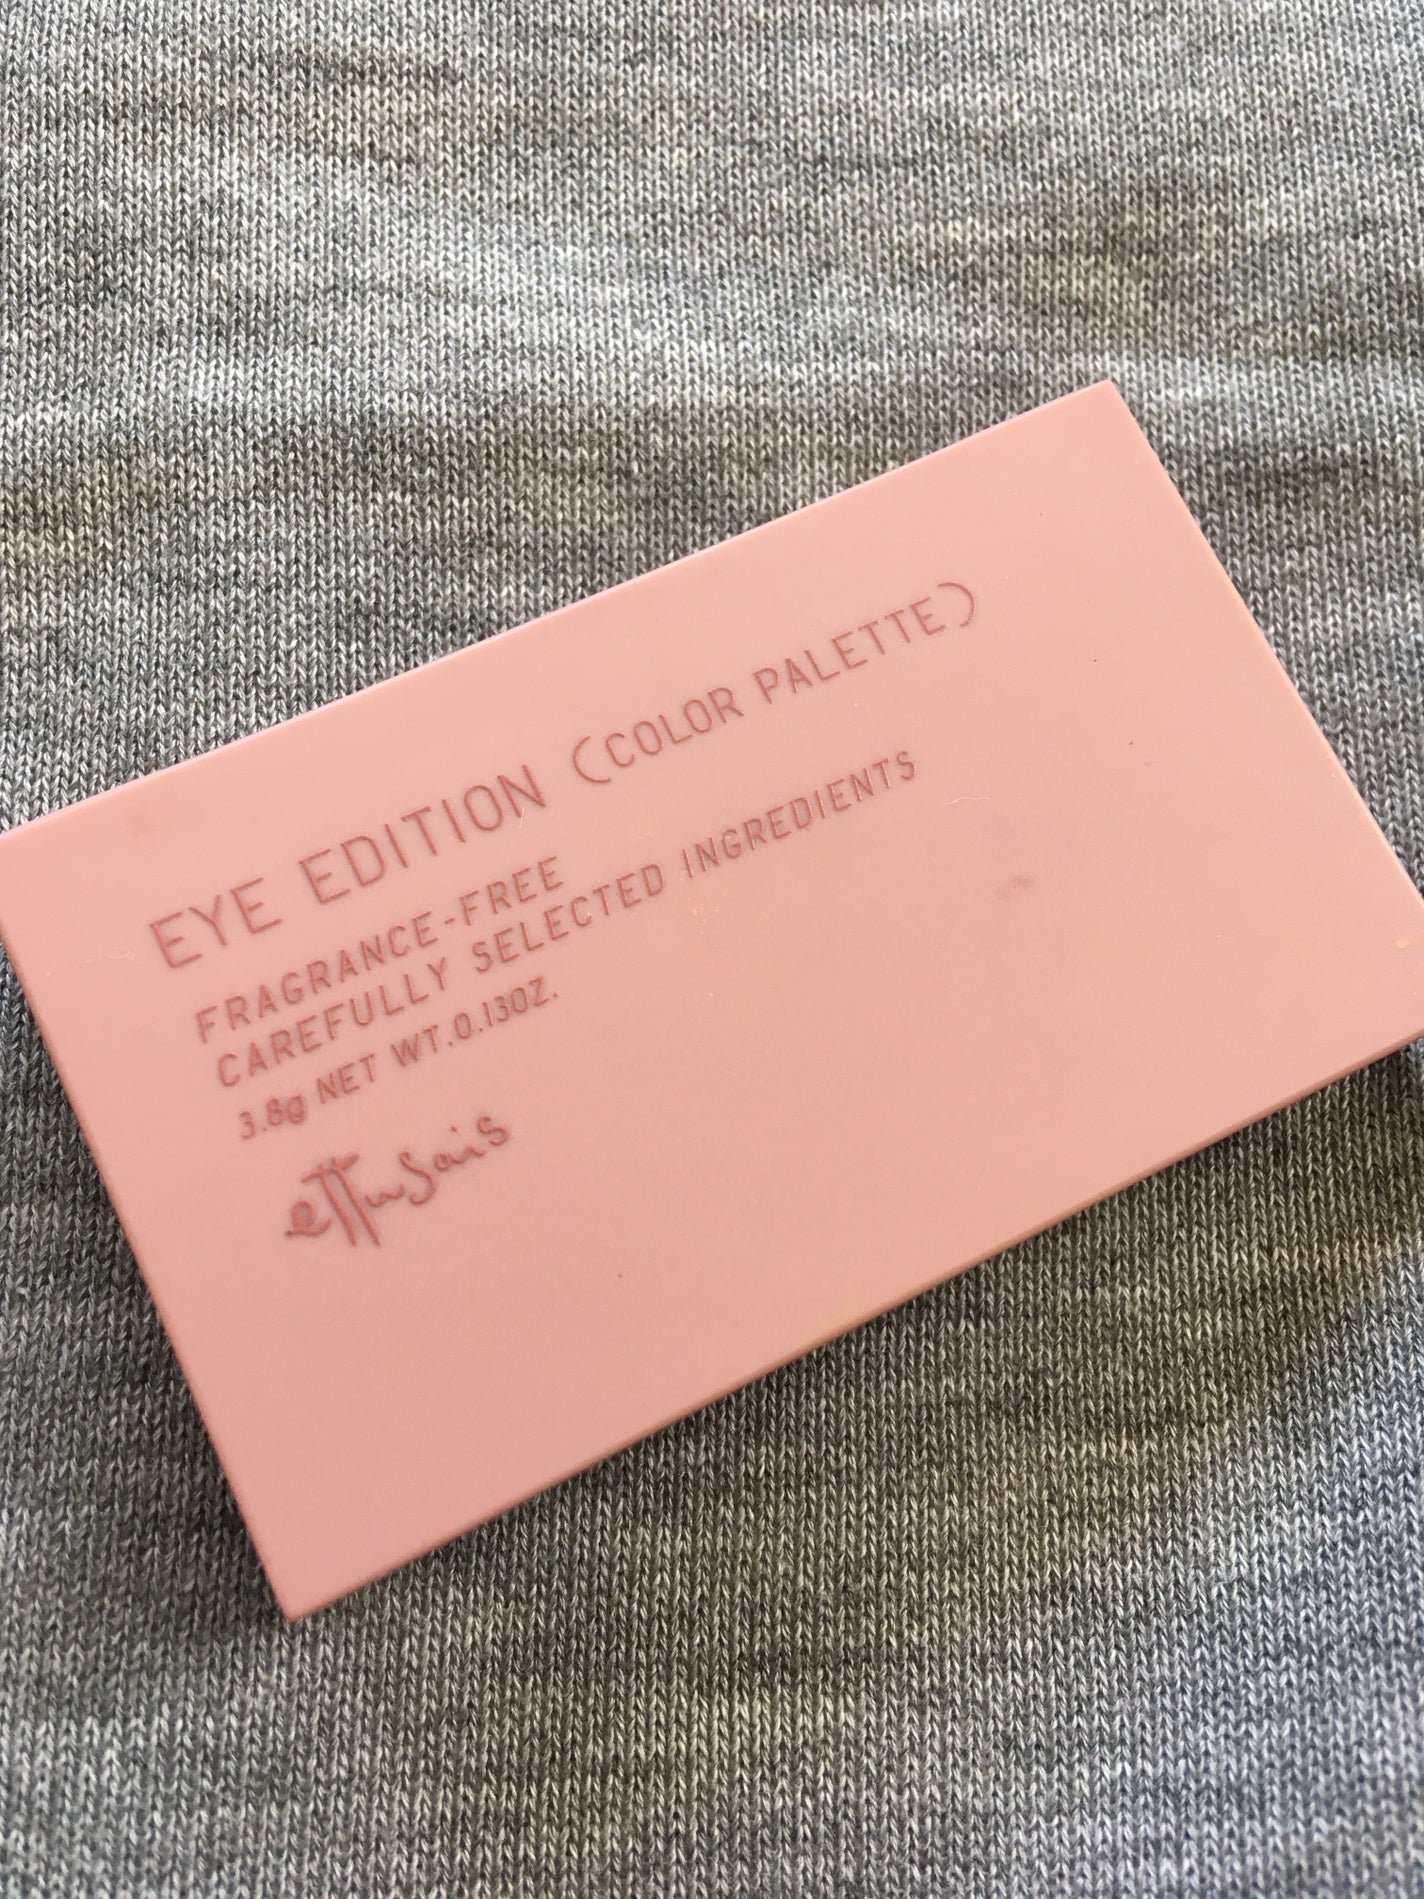 EYE EDITION (COLOR PALETTE)
FRAGRANCE-FREE
CAREFULLY SELECTED INGREDIENTS
3.8g NET WT.0.13OZ.
ettusais